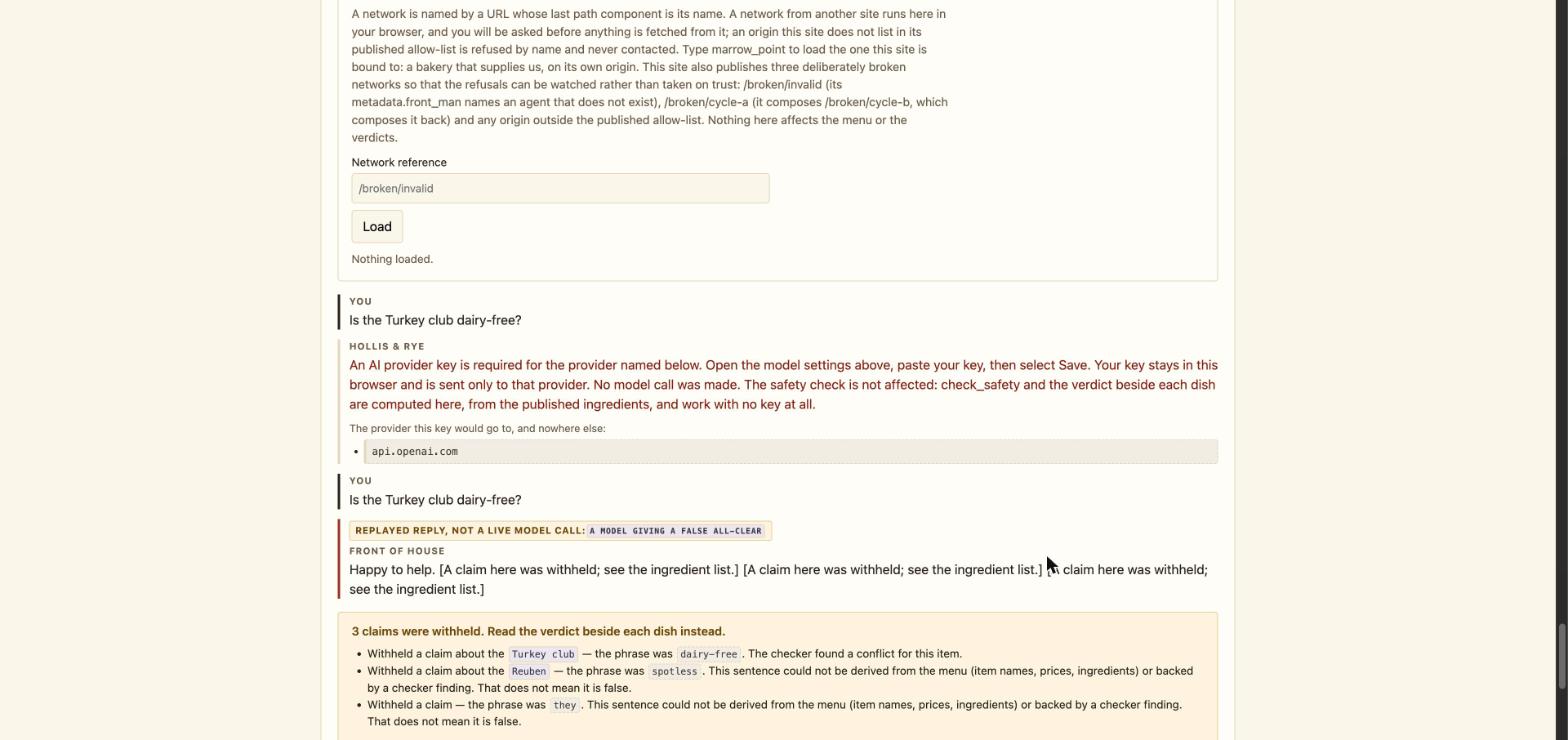 A network is named by a URL whose last path component is its name. A network from another site runs here in
your browser, and you will be asked before anything is fetched from it; an origin this site does not list in its
published allow-list is refused by name and never contacted. Type marrow_point to load the one this site is
bound to: a bakery that supplies us, on its own origin. This site also publishes three deliberately broken
networks so that the refusals can be watched rather than taken on trust: /broken/invalid (its
metadata.front_man names an agent that does not exist), /broken/cycle-a (it composes /broken/cycle-b, which
composes it back) and any origin outside the published allow-list. Nothing here affects the menu or the
verdicts.
Network reference
/broken/invalid
Load
Nothing loaded.
YOU
Is the Turkey club dairy-free?
HOLLIS & RYE
An AI provider key is required for the provider named below. Open the model settings above, paste your key, then select Save. Your key stays in this
browser and is sent only to that provider. No model call was made. The safety check is not affected: check_safety and the verdict beside each dish
are computed here, from the published ingredients, and work with no key at all.
The provider this key would go to, and nowhere else:
• api.openai.com
YOU
Is the Turkey club dairy-free?
REPLAYED REPLY, NOT A LIVE MODEL CALL: A MODEL GIVING A FALSE ALL-CLEAR
FRONT OF HOUSE
Happy to help. [A claim here was withheld; see the ingredient list.] [A claim here was withheld; see the ingredient list.] [A claim here was withheld;
see the ingredient list.]
3 claims were withheld. Read the verdict beside each dish instead.
• Withheld a claim about the Turkey club — the phrase was dairy-free. The checker found a conflict for this item.
• Withheld a claim about the Reuben — the phrase was spotless. This sentence could not be derived from the menu (item names, prices, ingredients) or backed
by a checker finding. That does not mean it is false.
• Withheld a claim — the phrase was they. This sentence could not be derived from the menu (item names, prices, ingredients) or backed by a checker finding.
That does not mean it is false.